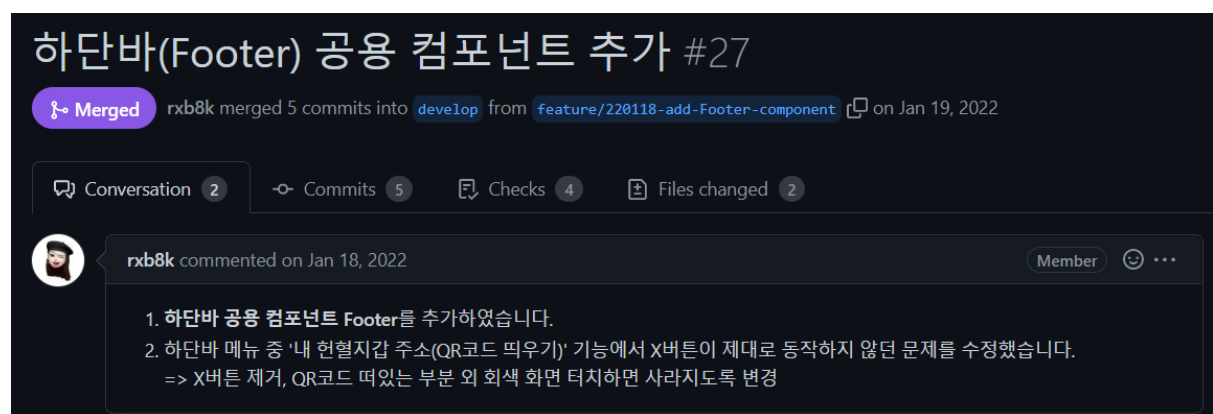 하단바(Footer) 공용 컴포넌트 추가 #27
Merged rxb8k merged 5 commits into develop from feature/220118-add-Footer-component on Jan 19, 2022
Conversation 2 Commits 5 Checks 4 Files changed 2
rxb8k commented on Jan 18, 2022 Member
1. 하단바 공용 컴포넌트 Footer를 추가하였습니다.
2. 하단바 메뉴 중 '내 헌혈지갑 주소(QR코드 띄우기)' 기능에서 X버튼이 제대로 동작하지 않던 문제를 수정했습니다.
=> X버튼 제거, QR코드 떠있는 부분 외 회색 화면 터치하면 사라지도록 변경